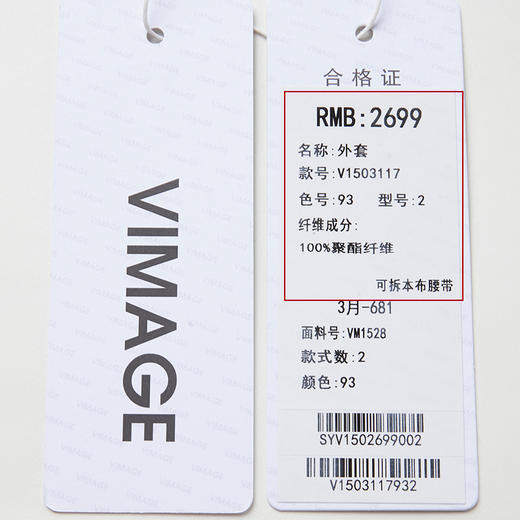 VIMAGE
合格证
RMB:2699
名称:外套
款号:V1503117
色号:93 型号:2
纤维成分:
100%聚酯纤维
可拆本布腰带
3月-681
面料号:VM1528
款式数:2
颜色:93
SYV1502699002
V1503117932